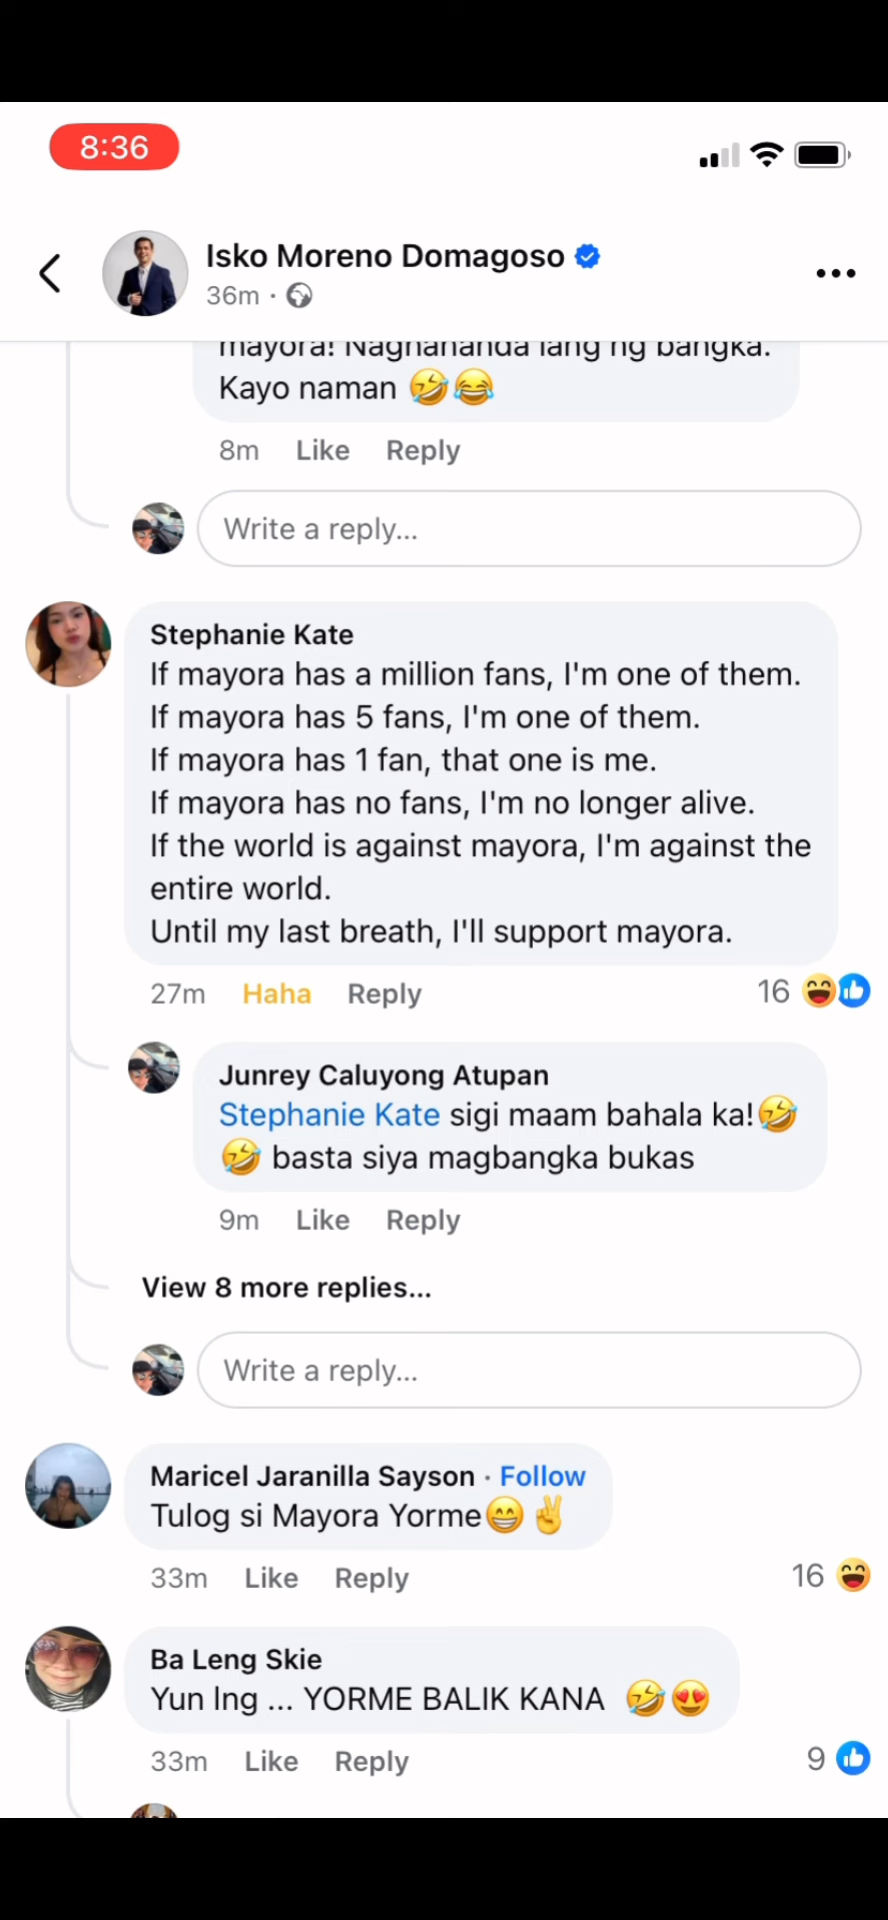 8:36
Isko Moreno Domagoso
36m ·
mayora! Naghahanda lang ng bangka.
Kayo naman 🤣😂
8m Like Reply
Write a reply...
Stephanie Kate
If mayora has a million fans, I'm one of them.
If mayora has 5 fans, I'm one of them.
If mayora has 1 fan, that one is me.
If mayora has no fans, I'm no longer alive.
If the world is against mayora, I'm against the
entire world.
Until my last breath, I'll support mayora.
27m Haha Reply 16
Junrey Caluyong Atupan
Stephanie Kate sigi maam bahala ka!🤣
🤣 basta siya magbangka bukas
9m Like Reply
View 8 more replies...
Write a reply...
Maricel Jaranilla Sayson · Follow
Tulog si Mayora Yorme😁✌️
33m Like Reply 16
Ba Leng Skie
Yun lng ... YORME BALIK KANA 🤣😍
33m Like Reply 9